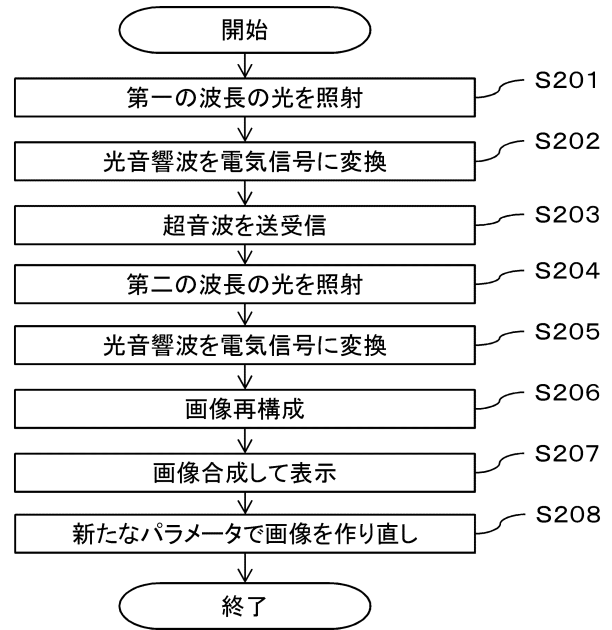 開始
第一の波長の光を照射 S201
光音響波を電気信号に変換 S202
超音波を送受信 S203
第二の波長の光を照射 S204
光音響波を電気信号に変換 S205
画像再構成 S206
画像合成して表示 S207
新たなパラメータで画像を作り直し S208
終了